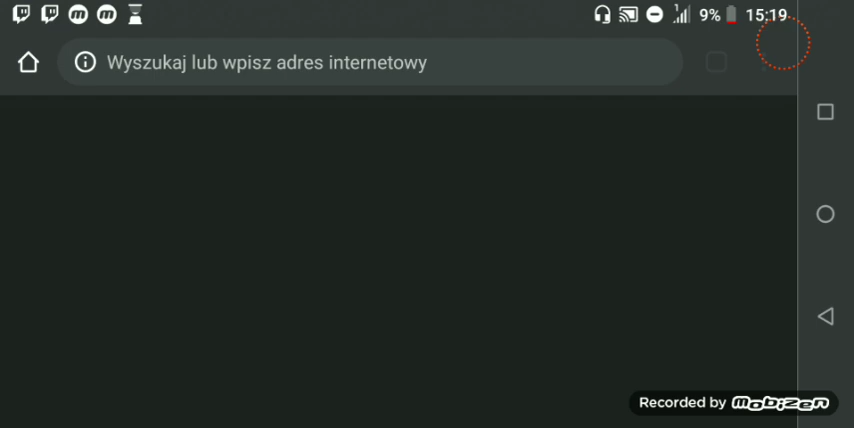 9% 15:19
Wyszukaj lub wpisz adres internetowy
Recorded by mobizen